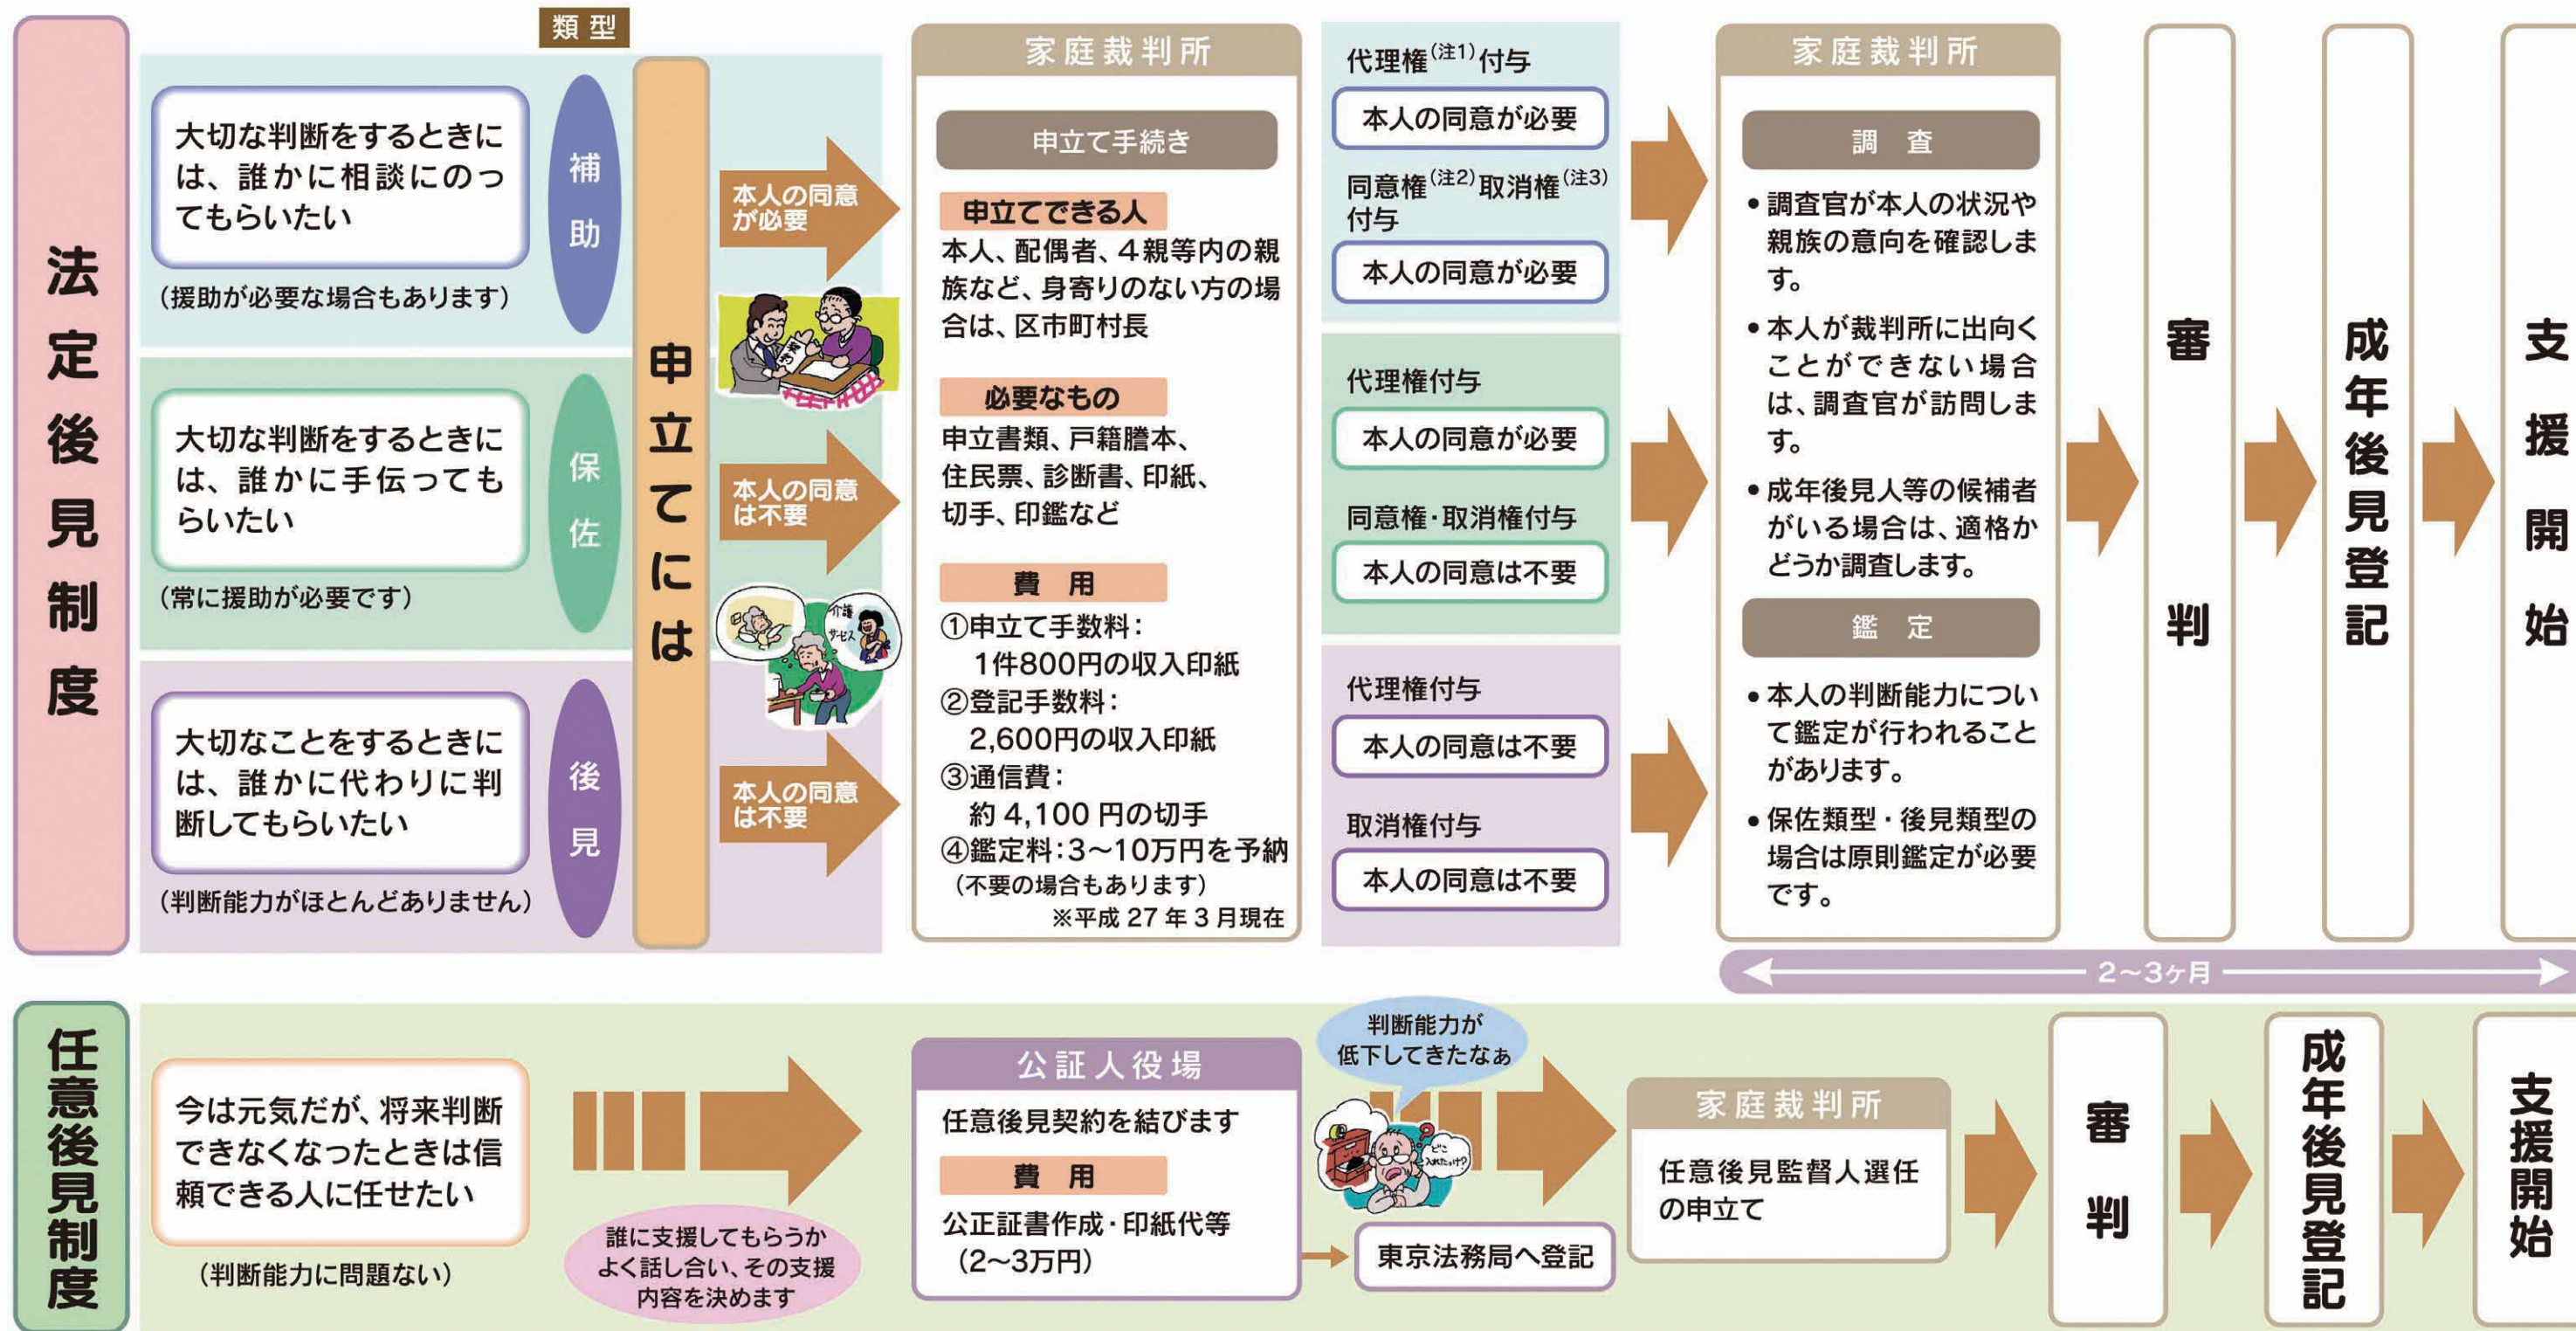 法定後見制度
類型
大切な判断をするときに
は、誰かに相談にのっ
てもらいたい
（援助が必要な場合もあります）
補助
大切な判断をするときに
は、誰かに手伝っても
らいたい
（常に援助が必要です）
保佐
大切なことをするときに
は、誰かに代わりに判
断してもらいたい
（判断能力がほとんどありません）
後見
申立てには
本人の同意
が必要
契約
本人の同意
は不要
介護
サービス
本人の同意
は不要
家庭裁判所
申立て手続き
申立てできる人
本人、配偶者、４親等内の親
族など、身寄りのない方の場
合は、区市町村長
必要なもの
申立書類、戸籍謄本、
住民票、診断書、印紙、
切手、印鑑など
費 用
①申立て手数料：
1件800円の収入印紙
②登記手数料：
2,600円の収入印紙
③通信費：
約 4,100 円の切手
④鑑定料：3～10万円を予納
（不要の場合もあります）
※平成 27 年 3 月現在
代理権（注1）付与
本人の同意が必要
同意権（注2）取消権（注3）
付与
本人の同意が必要
代理権付与
本人の同意が必要
同意権・取消権付与
本人の同意は不要
代理権付与
本人の同意は不要
取消権付与
本人の同意は不要
家庭裁判所
調 査
• 調査官が本人の状況や
親族の意向を確認しま
す。
• 本人が裁判所に出向く
ことができない場合
は、調査官が訪問しま
す。
• 成年後見人等の候補者
がいる場合は、適格か
どうか調査します。
鑑 定
• 本人の判断能力につい
て鑑定が行われること
があります。
• 保佐類型・後見類型の
場合は原則鑑定が必要
です。
審判
成年後見登記
支援開始
2～3ヶ月
任意後見制度
今は元気だが、将来判断
できなくなったときは信
頼できる人に任せたい
（判断能力に問題ない）
誰に支援してもらうか
よく話し合い、その支援
内容を決めます
公証人役場
任意後見契約を結びます
費 用
公正証書作成・印紙代等
（2～3万円）
判断能力が
低下してきたなぁ
?
どこ
入れたっけ?
東京法務局へ登記
家庭裁判所
任意後見監督人選任
の申立て
審判
成年後見登記
支援開始